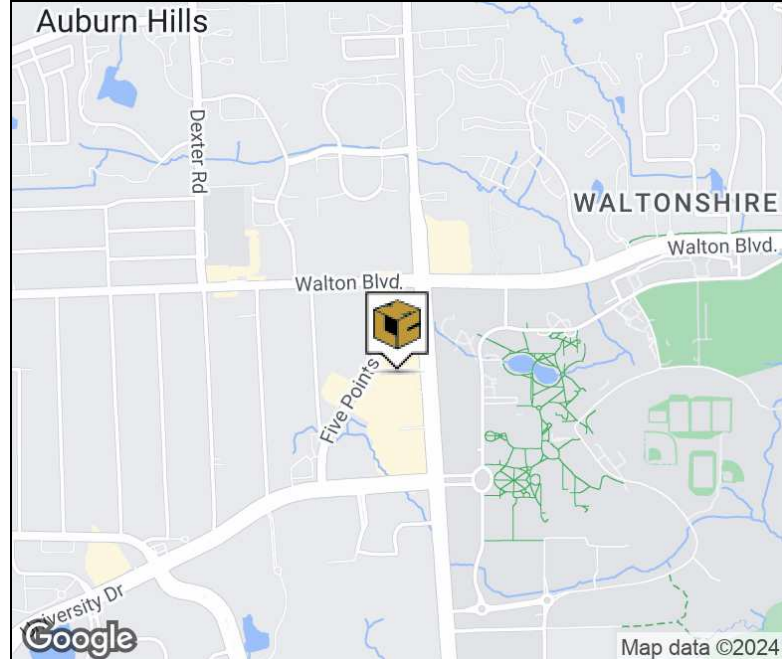 Auburn Hills
Dexter Rd
WALTONSHIRE
Walton Blvd.
Walton Blvd.
Five Points
University Dr
Google
Map data ©2024